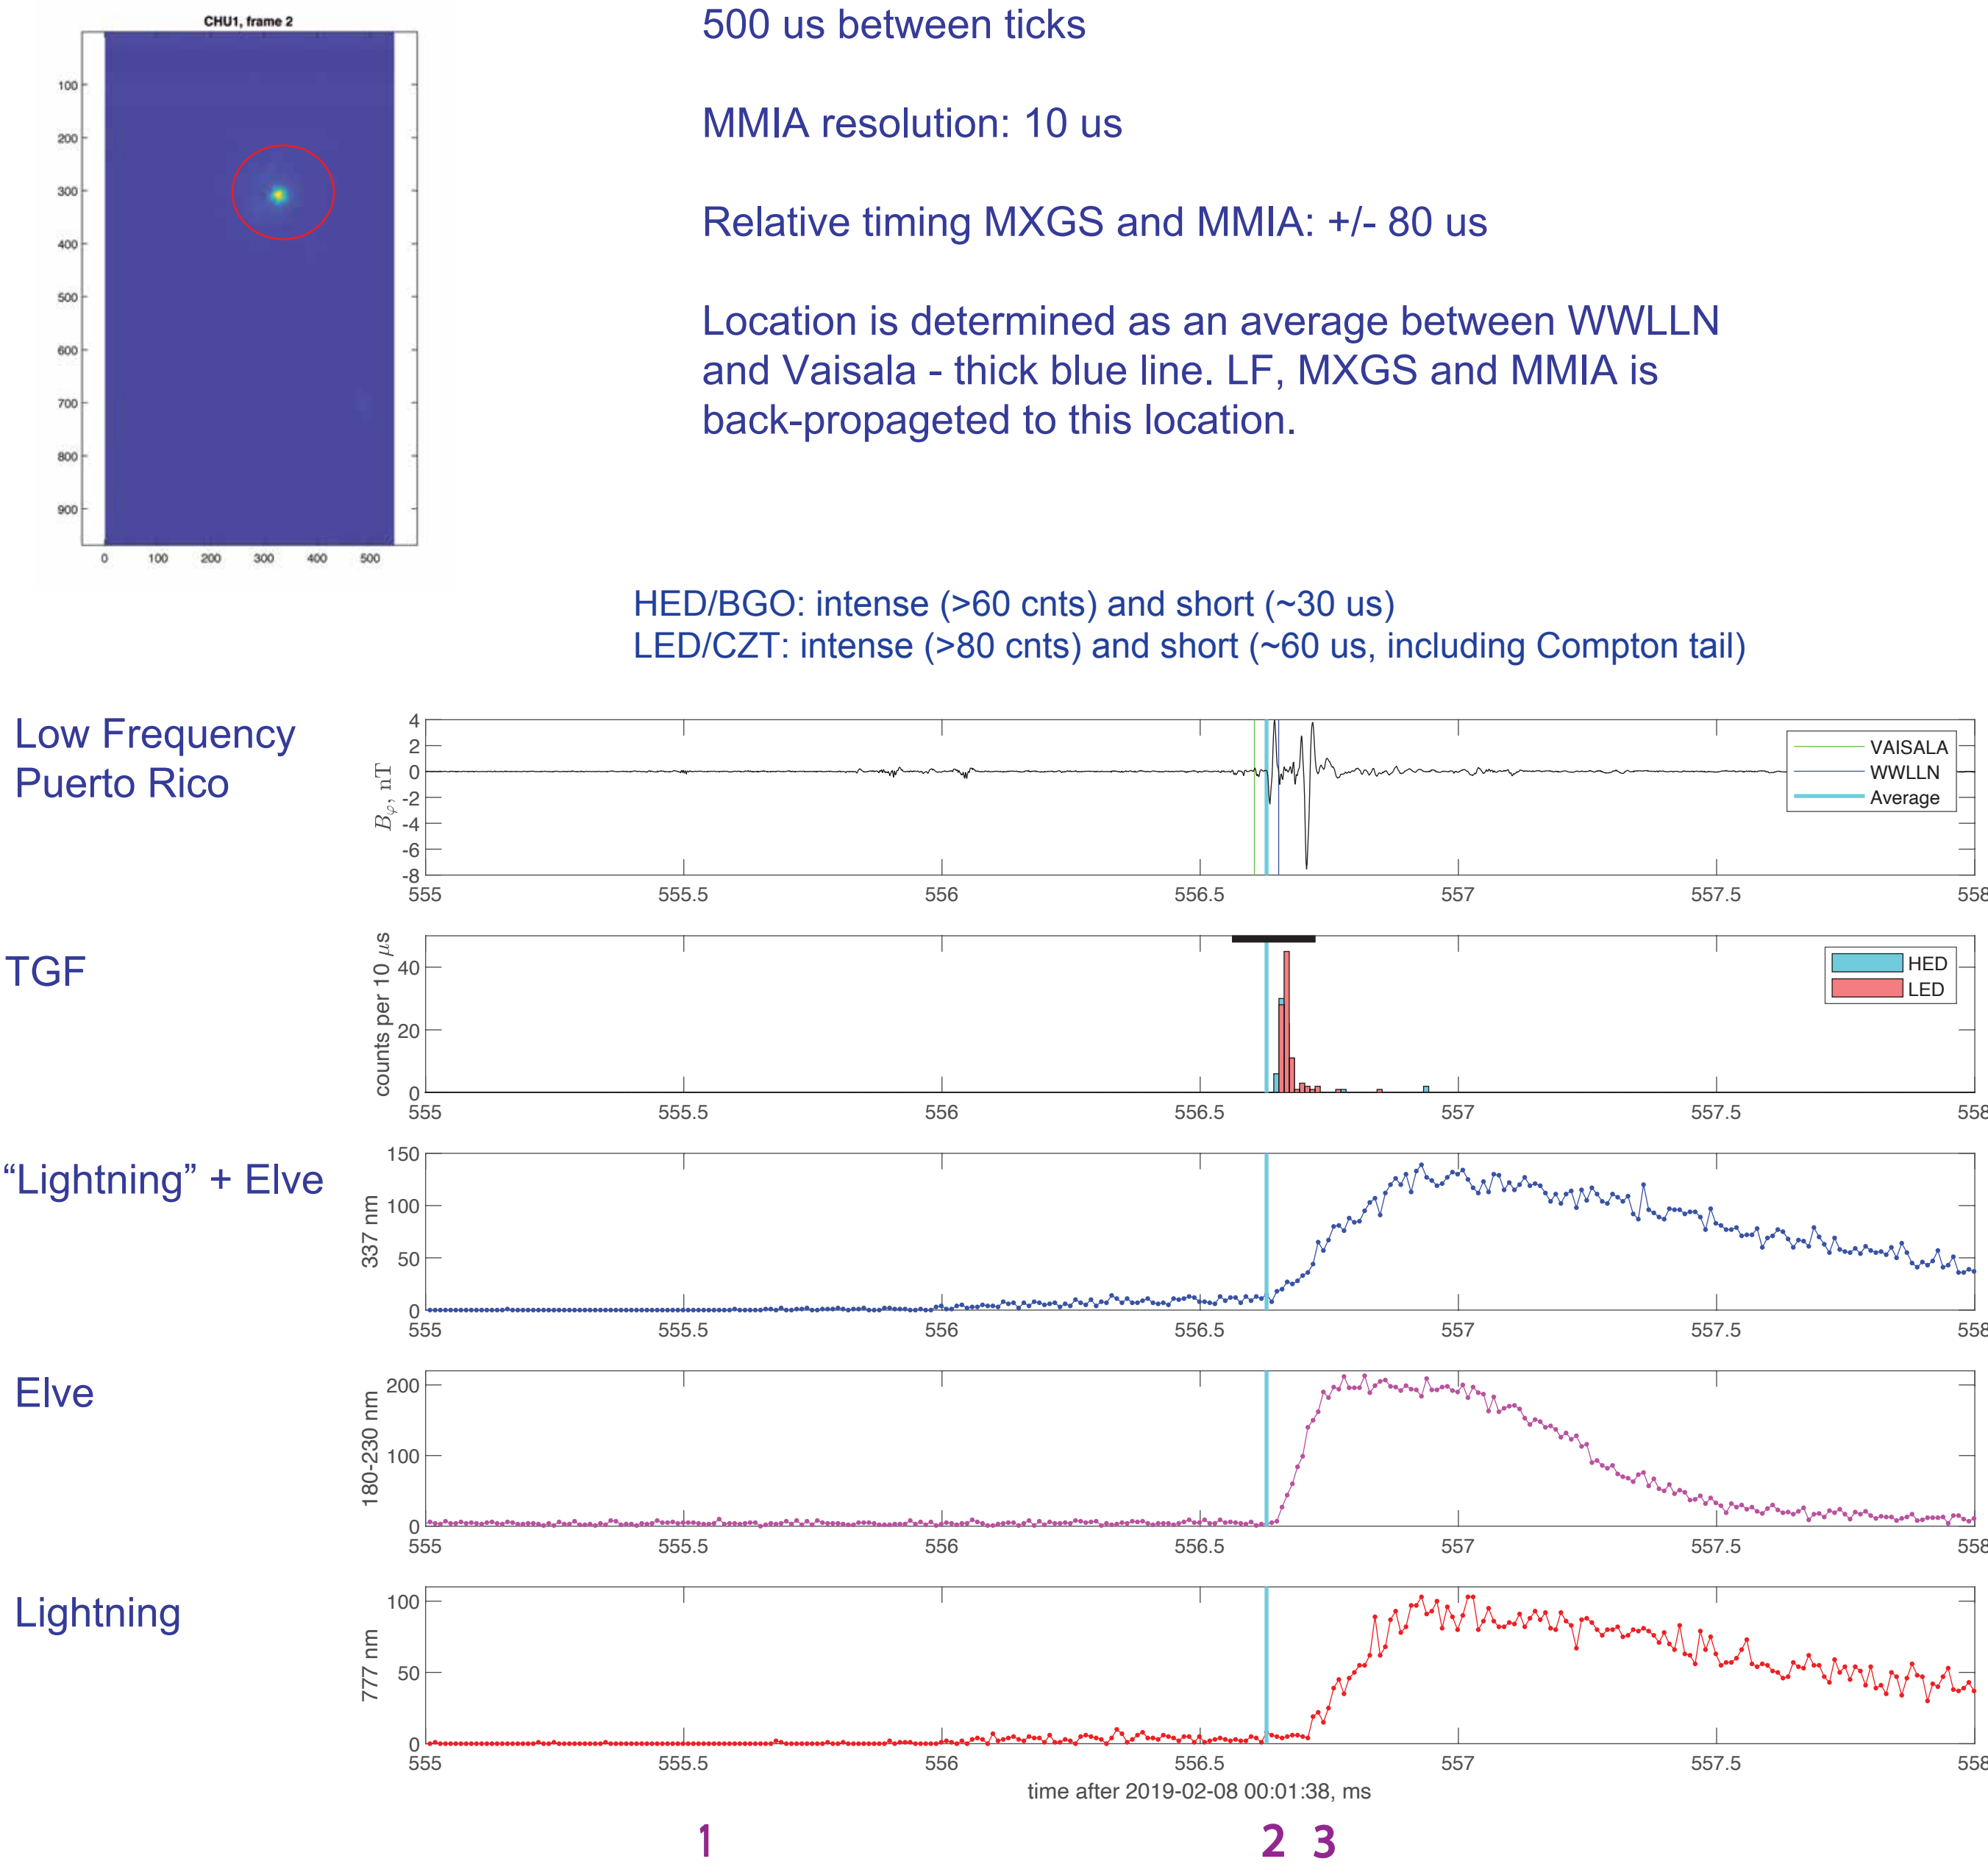 CHU1, frame 2
100
200
300
400
500
600
700
800
900
0 100 200 300 400 500
500 us between ticks
MMIA resolution: 10 us
Relative timing MXGS and MMIA: +/- 80 us
Location is determined as an average between WWLLN
and Vaisala - thick blue line. LF, MXGS and MMIA is
back-propageted to this location.
HED/BGO: intense (>60 cnts) and short (~30 us)
LED/CZT: intense (>80 cnts) and short (~60 us, including Compton tail)
Low Frequency
Puerto Rico
Bφ, nT
4
2
0
-2
-4
-6
-8
555 555.5 556 556.5 557 557.5 558
VAISALA
WWLLN
Average
TGF
counts per 10 μs
40
20
0
555 555.5 556 556.5 557 557.5 558
HED
LED
“Lightning” + Elve
337 nm
150
100
50
0
555 555.5 556 556.5 557 557.5 558
Elve
180-230 nm
200
100
0
555 555.5 556 556.5 557 557.5 558
Lightning
777 nm
100
50
0
555 555.5 556 556.5 557 557.5 558
time after 2019-02-08 00:01:38, ms
1 2 3